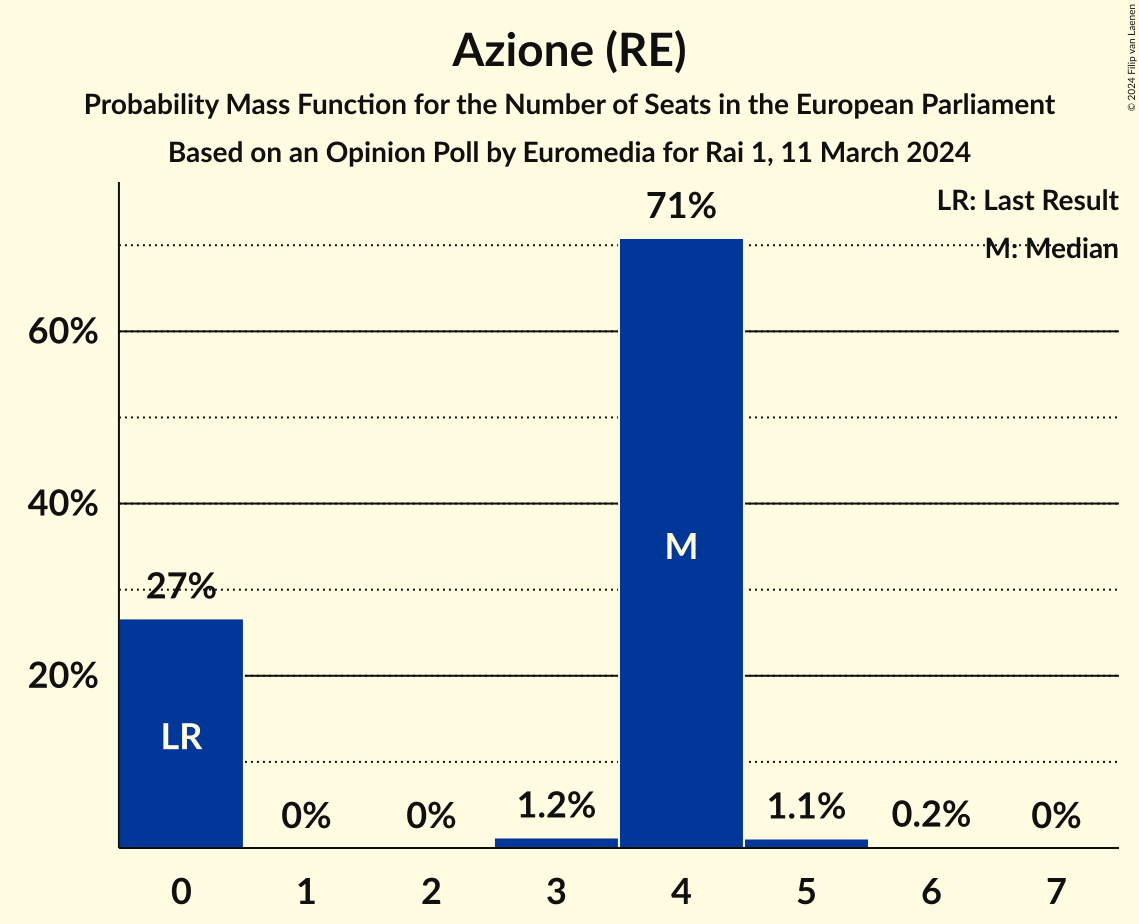 Azione (RE)
Probability Mass Function for the Number of Seats in the European Parliament
Based on an Opinion Poll by Euromedia for Rai 1, 11 March 2024
© 2024 Filip van Laenen
LR: Last Result
M: Median
71%
60%
40%
27%
20%
M
LR
0%
0%
1.2%
1.1%
0.2%
0%
0 1 2 3 4 5 6 7